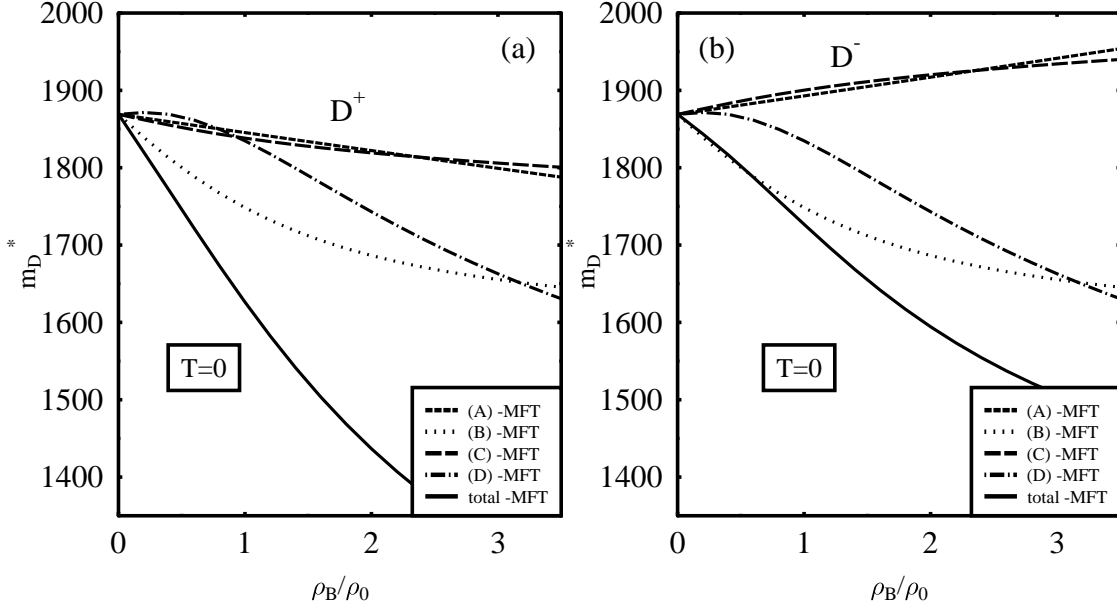 2000
1900
1800
1700
1600
1500
1400
m_D^*
(a)
D^+
T=0
(A) -MFT
(B) -MFT
(C) -MFT
(D) -MFT
total -MFT
0 1 2 3
ρ_B/ρ_0
2000
1900
1800
1700
1600
1500
1400
m_D^*
(b)
D^-
T=0
(A) -MFT
(B) -MFT
(C) -MFT
(D) -MFT
total -MFT
0 1 2 3
ρ_B/ρ_0